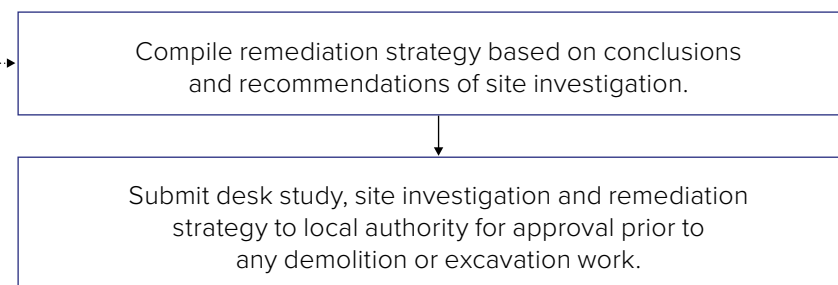 Compile remediation strategy based on conclusions
and recommendations of site investigation.
Submit desk study, site investigation and remediation
strategy to local authority for approval prior to
any demolition or excavation work.